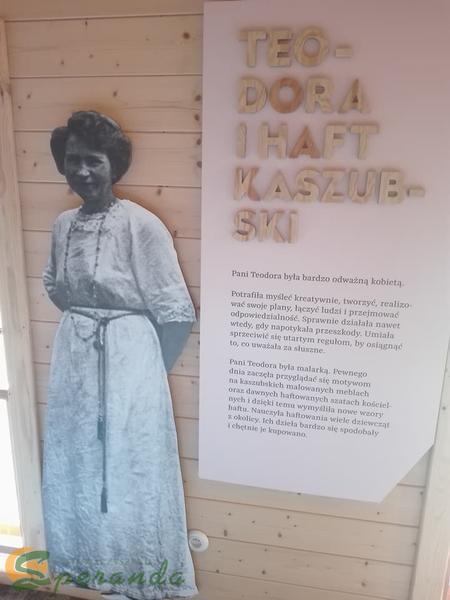 TEO-
DORA
I HAFT
KASZUB-
SKI
Pani Teodora była bardzo odważną kobietą.
Potrafiła myśleć kreatywnie, tworzyć, realizo-
wać swoje plany, łączyć ludzi i przejmować
odpowiedzialność. Sprawnie działała nawet
wtedy, gdy napotykała przeszkody. Umiała
sprzeciwić się utartym regułom, by osiągnąć
to, co uważała za słuszne.
Pani Teodora była malarką. Pewnego
dnia zaczęła przyglądać się motywom
na kaszubskich malowanych meblach
oraz dawnych haftowanych szatach kościel-
nych i dzięki temu wymyśliła nowe wzory
haftu. Nauczyła haftowania wiele dziewcząt
z okolicy. Ich dzieła bardzo się spodobały
i chętnie je kupowano.
Speranda